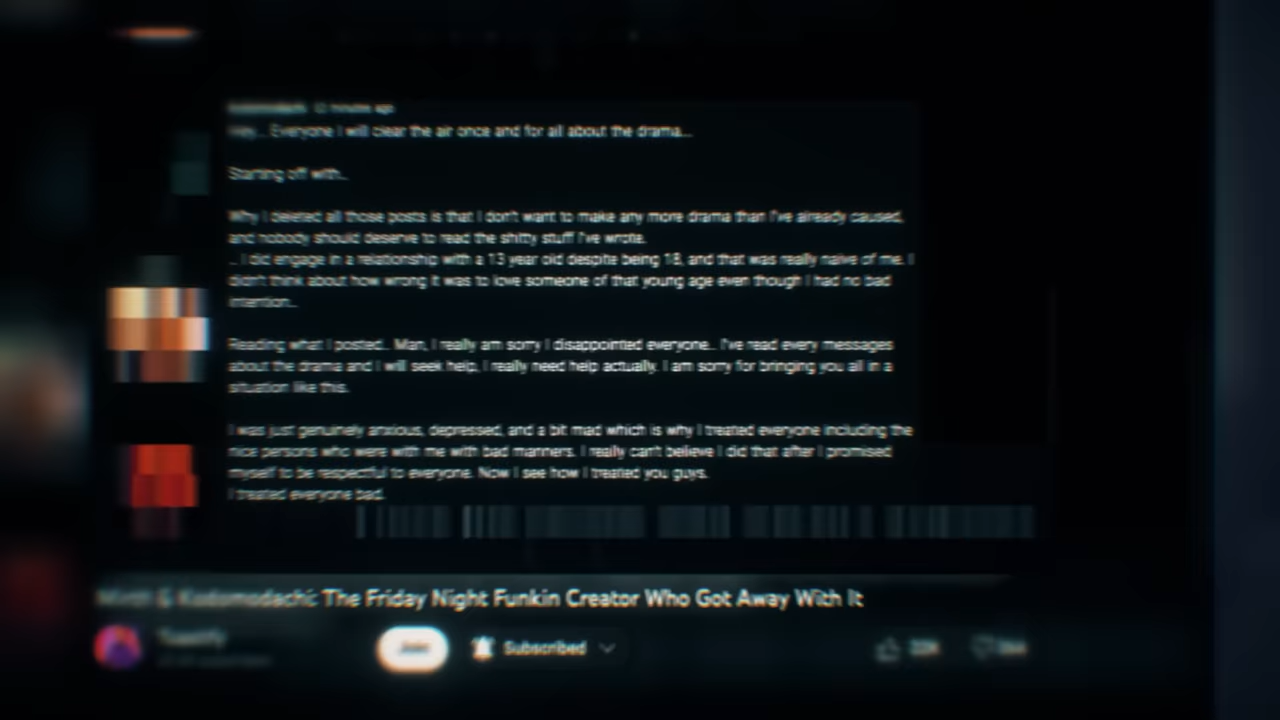 12 minutes ago
Hey... Everyone I will clear the air once and for all about the drama...
Starting off with..
Why I deleted all those posts is that I don't want to make any more drama than I've already caused,
and nobody should deserve to read the shitty stuff I've wrote.
.. I did engage in a relationship with a 13 year old despite being 18, and that was really naive of me. I
didn't think about how wrong it was to love someone of that young age even though I had no bad
intention..
Reading what I posted.. Man, I really am sorry I disappointed everyone.. I've read every messages
about the drama and I will seek help, I really need help actually. I am sorry for bringing you all in a
situation like this.
I was just genuinely anxious, depressed, and a bit mad which is why I treated everyone including the
nice persons who were with me with bad manners. I really can't believe I did that after I promised
myself to be respectful to everyone. Now I see how I treated you guys.
I treated everyone bad.
& Kodomodachi: The Friday Night Funkin Creator Who Got Away With It
Join
Subscribed